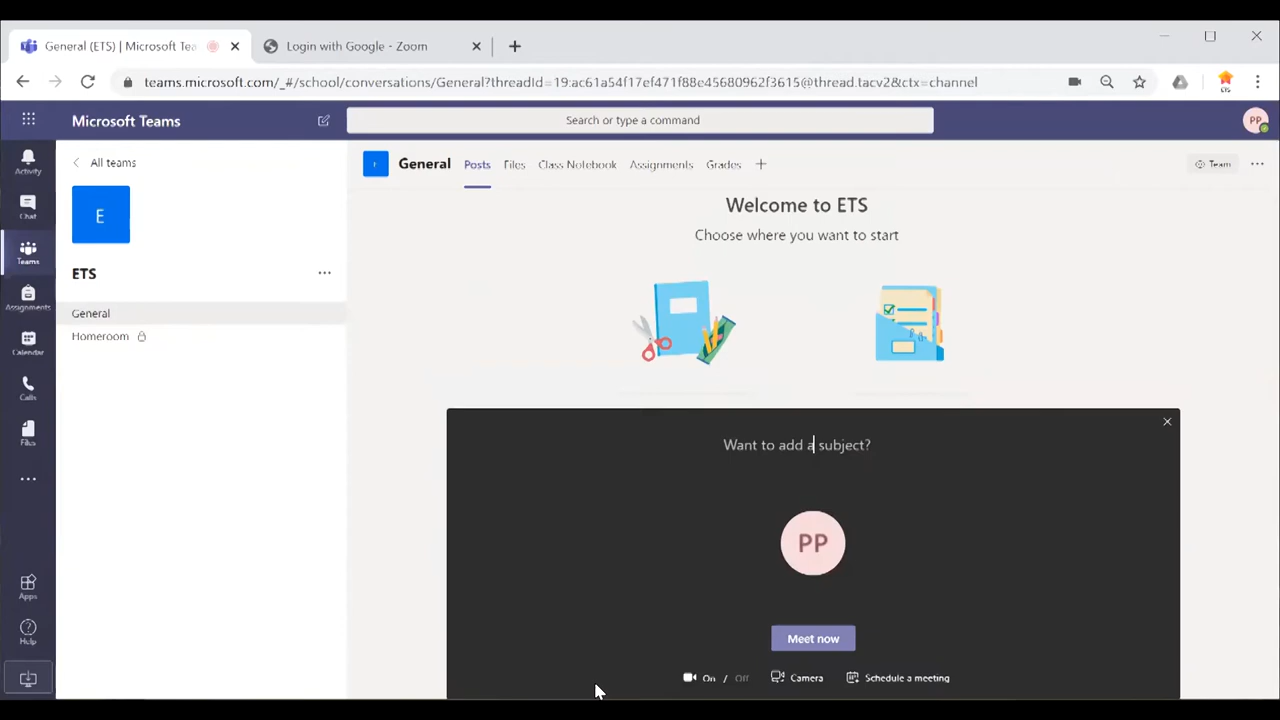 General (ETS) | Microsoft Tea
Login with Google - Zoom
teams.microsoft.com/_#/school/conversations/General?threadId=19:ac61a54f17ef471f88e45680962f3615@thread.tacv2&ctx=channel
ETS
Microsoft Teams
Search or type a command
PP
Activity
Chat
Teams
Assignments
Calendar
Calls
Files
Apps
Help
All teams
E
ETS
General
Homeroom
General Posts Files Class Notebook Assignments Grades
Team
Welcome to ETS
Choose where you want to start
Want to add a subject?
PP
Meet now
On / Off Camera Schedule a meeting